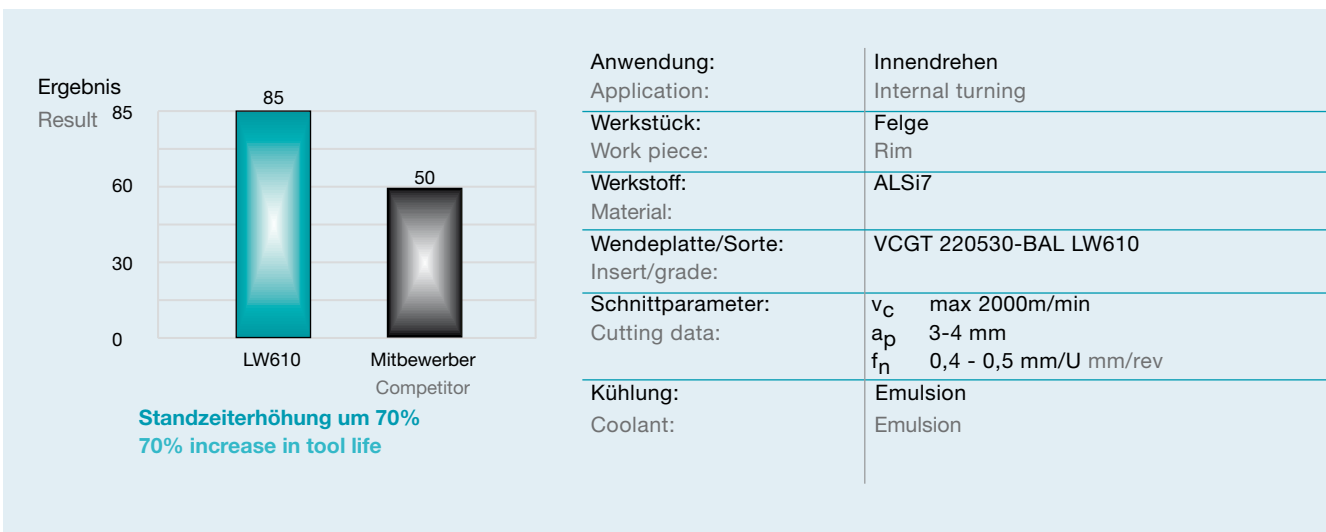 Ergebnis
Result
85
60
30
0
85
50
LW610
Mitbewerber
Competitor
Standzeiterhöhung um 70%
70% increase in tool life
Anwendung: Innendrehen
Application: Internal turning
Werkstück: Felge
Work piece: Rim
Werkstoff: ALSi7
Material:
Wendeplatte/Sorte: VCGT 220530-BAL LW610
Insert/grade:
Schnittparameter: vc max 2000m/min
Cutting data: ap 3-4 mm
fn 0,4 - 0,5 mm/U mm/rev
Kühlung: Emulsion
Coolant: Emulsion